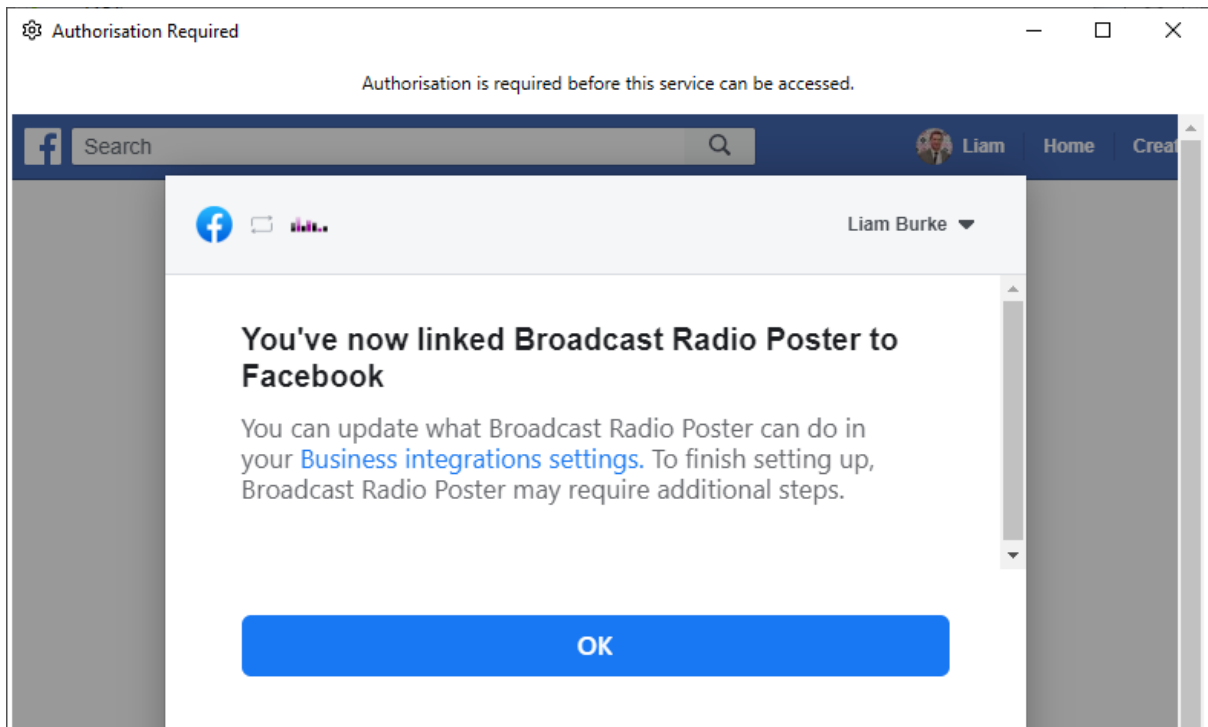 Authorisation Required
Authorisation is required before this service can be accessed.
Search
Liam
Home
Creat
Liam Burke
You've now linked Broadcast Radio Poster to
Facebook
You can update what Broadcast Radio Poster can do in
your Business integrations settings. To finish setting up,
Broadcast Radio Poster may require additional steps.
OK